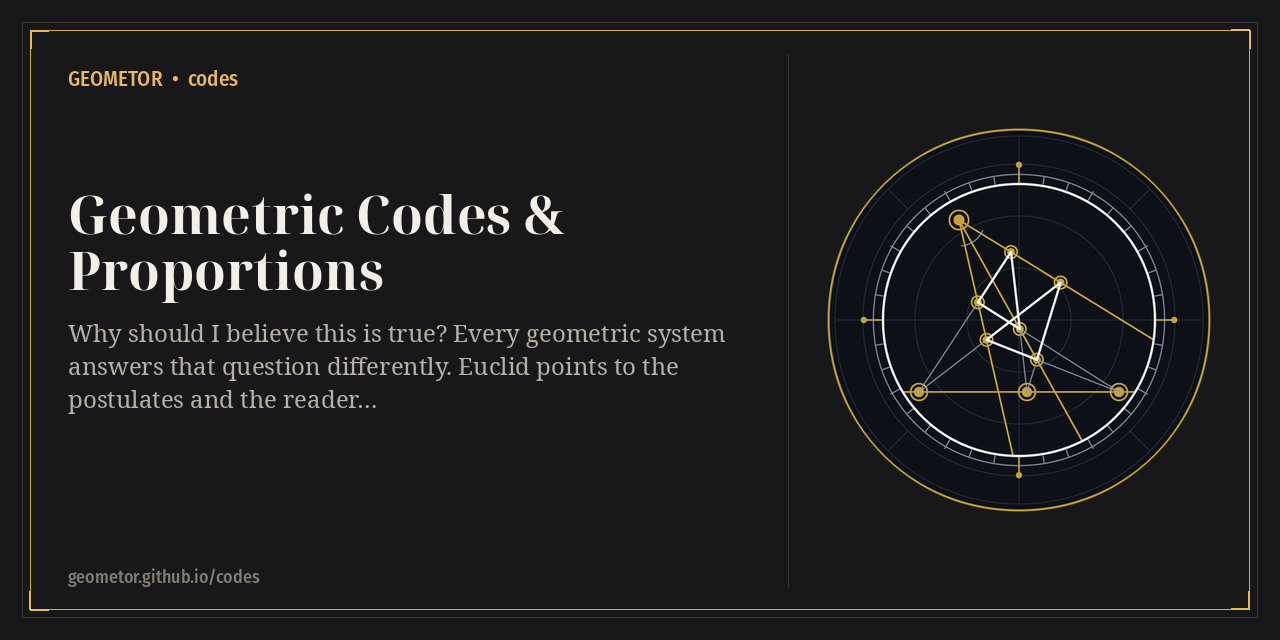 GEOMETOR • codes
Geometric Codes &
Proportions
Why should I believe this is true? Every geometric system
answers that question differently. Euclid points to the
postulates and the reader...
geometor.github.io/codes